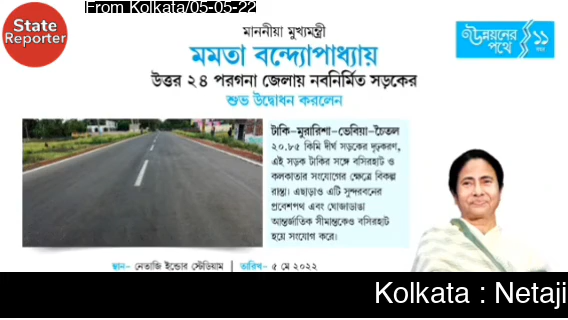 State
Reporter
From Kolkata/05-05-22
মাননীয়া মুখ্যমন্ত্রী
মমতা বন্দ্যোপাধ্যায়
উত্তর ২৪ পরগনা জেলায় নবনির্মিত সড়কের
শুভ উদ্বোধন করলেন
উন্নয়নের
পথে
১১
বছর
টাকি–মুরারিশা–ভেবিয়া–চৈতল
২০.৮৫ কিমি দীর্ঘ সড়কের দৃঢ়করণ,
এই সড়ক টাকির সঙ্গে বসিরহাট ও
কলকাতার সংযোগের ক্ষেত্রে বিকল্প
রাস্তা। এছাড়াও এটি সুন্দরবনের
প্রবেশপথ এবং ঘোজাডাঙা
আন্তর্জাতিক সীমান্তকেও বসিরহাট
হয়ে সংযোগ করে।
স্থান– নেতাজি ইন্ডোর স্টেডিয়াম | তারিখ– ৫ মে ২০২২
Kolkata : Netaji